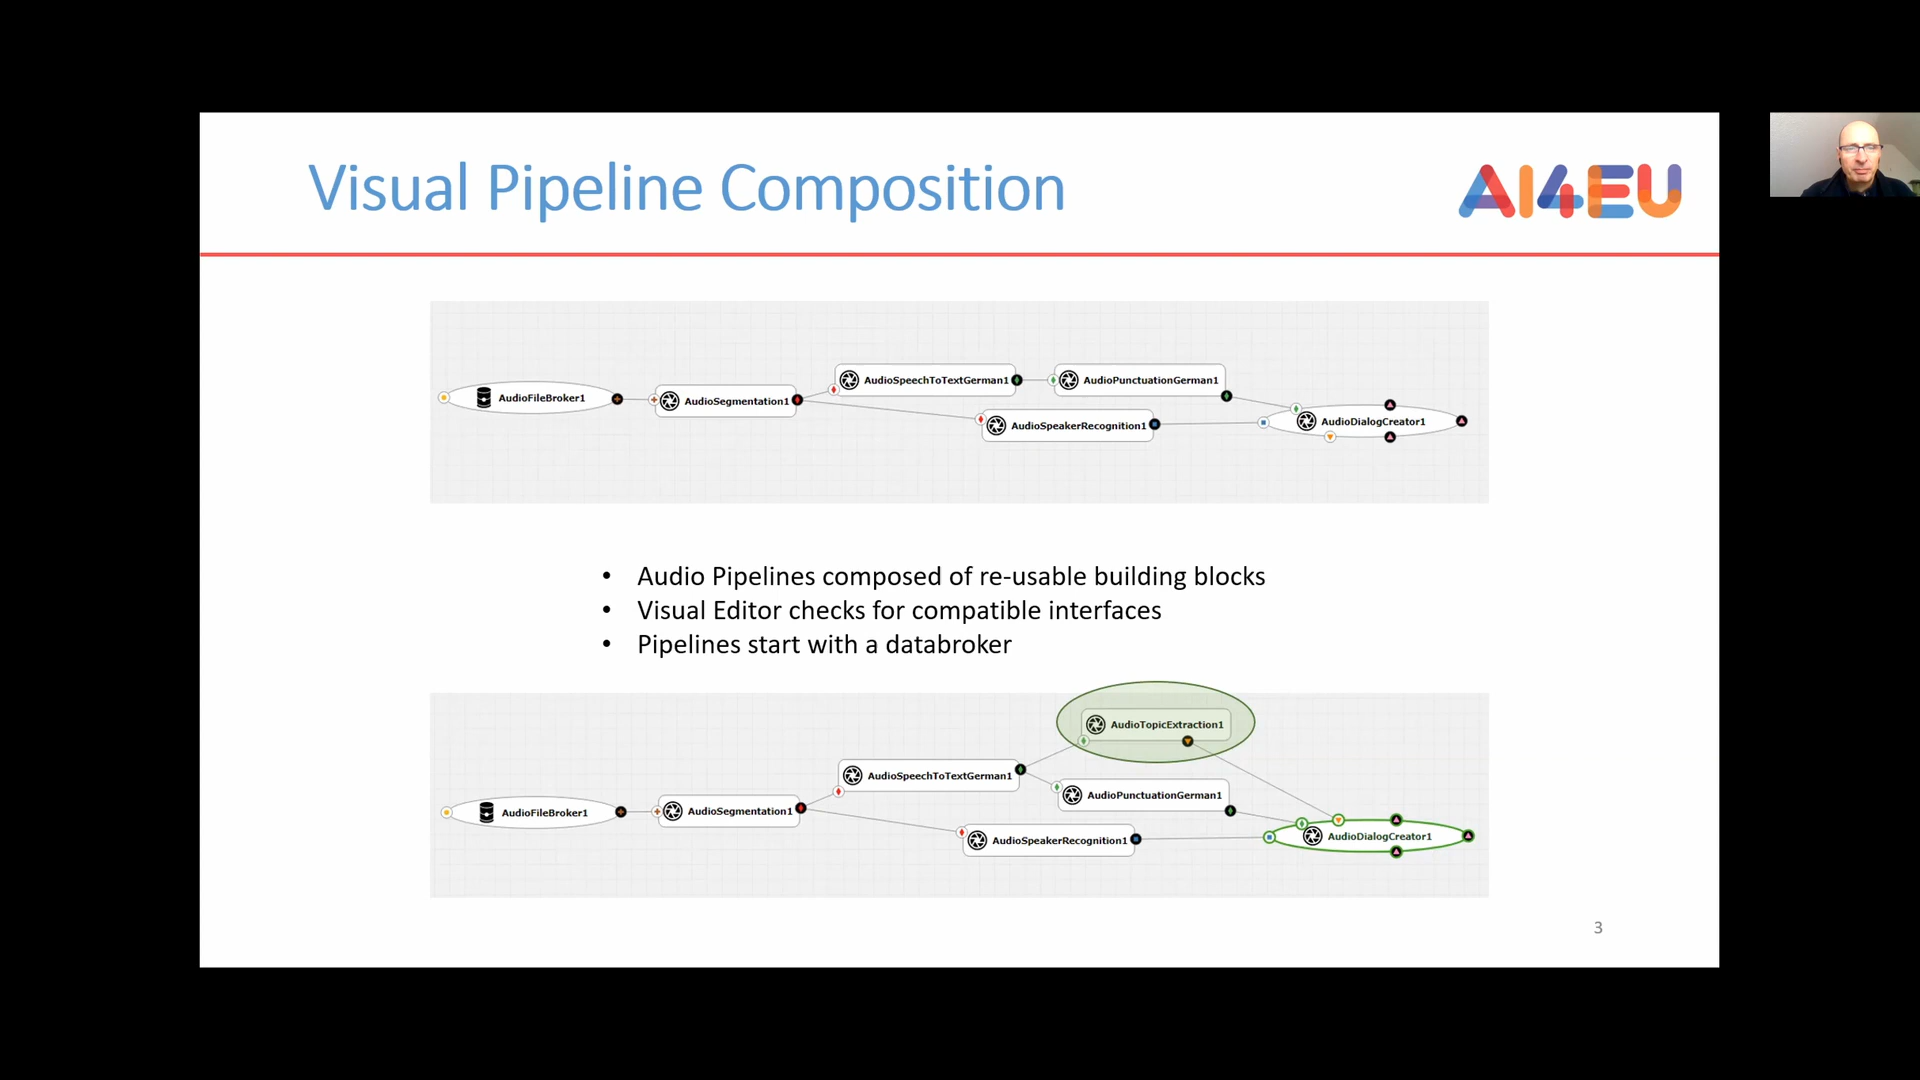 Visual Pipeline Composition
AI4EU
AudioFileBroker1
AudioSegmentation1
AudioSpeechToTextGerman1
AudioPunctuationGerman1
AudioSpeakerRecognition1
AudioDialogCreator1
• Audio Pipelines composed of re-usable building blocks
• Visual Editor checks for compatible interfaces
• Pipelines start with a databroker
AudioTopicExtraction1
AudioSpeechToTextGerman1
AudioPunctuationGerman1
AudioFileBroker1
AudioSegmentation1
AudioSpeakerRecognition1
AudioDialogCreator1
3